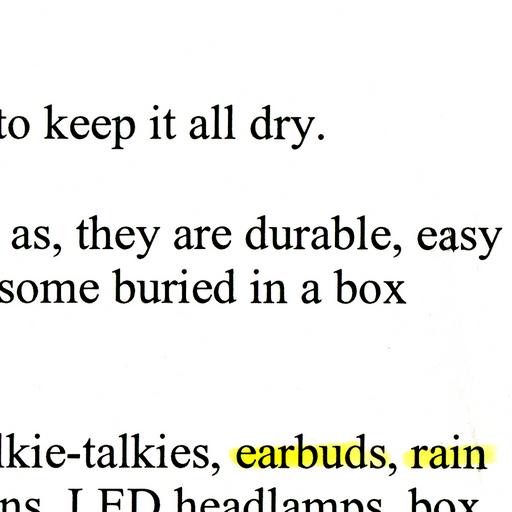 to keep it all dry.
as, they are durable, easy
some buried in a box
lkie-talkies, earbuds, rain
ns, LED headlamps, box